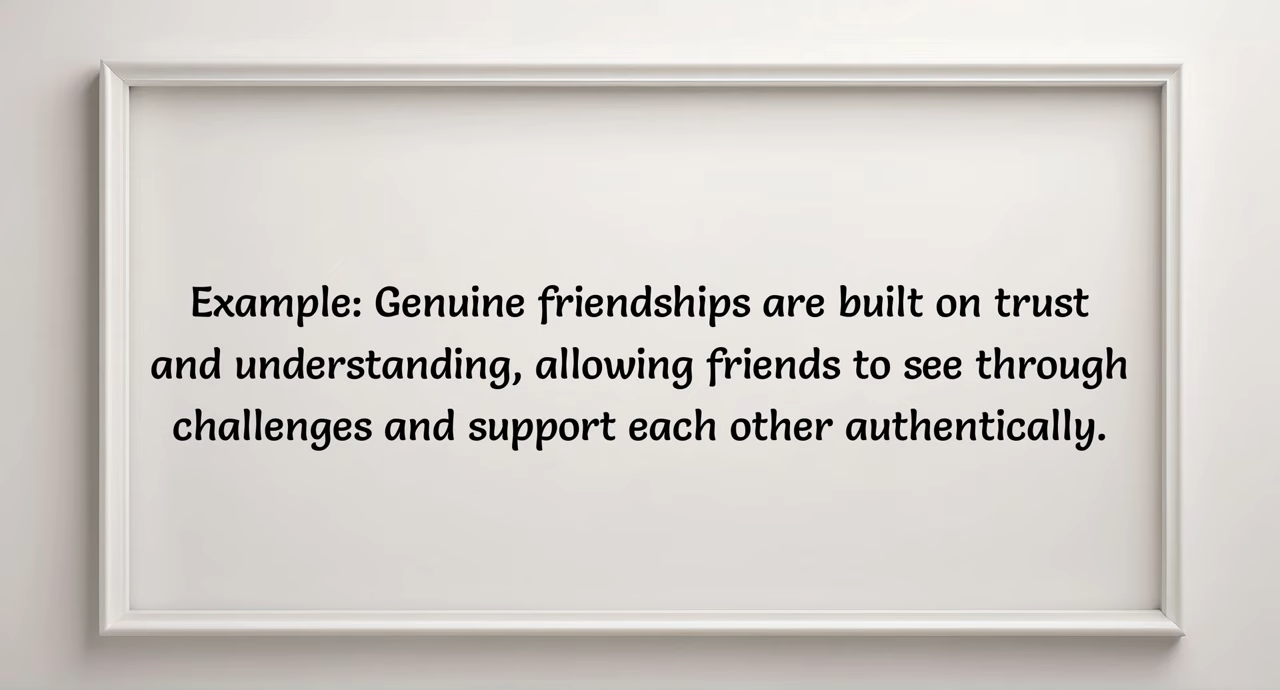 Example: Genuine friendships are built on trust
and understanding, allowing friends to see through
challenges and support each other authentically.